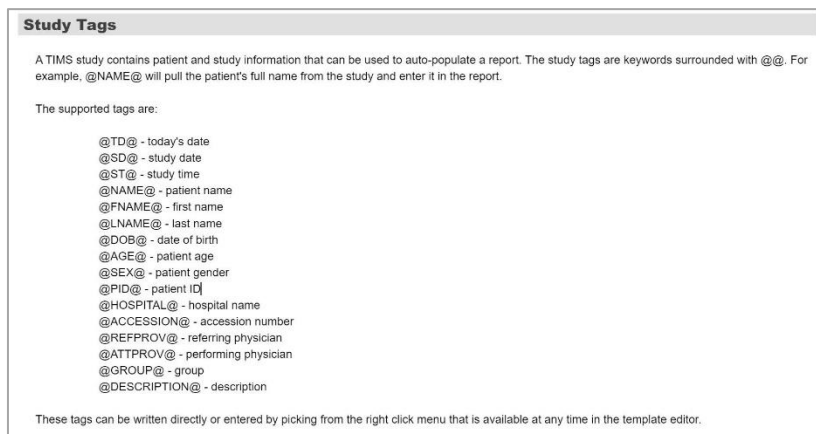 Study Tags
A TIMS study contains patient and study information that can be used to auto-populate a report. The study tags are keywords surrounded with @@. For
example, @NAME@ will pull the patient's full name from the study and enter it in the report.
The supported tags are:
@TD@ - today's date
@SD@ - study date
@ST@ - study time
@NAME@ - patient name
@FNAME@ - first name
@LNAME@ - last name
@DOB@ - date of birth
@AGE@ - patient age
@SEX@ - patient gender
@PID@ - patient ID
@HOSPITAL@ - hospital name
@ACCESSION@ - accession number
@REFPROV@ - referring physician
@ATTPROV@ - performing physician
@GROUP@ - group
@DESCRIPTION@ - description
These tags can be written directly or entered by picking from the right click menu that is available at any time in the template editor.